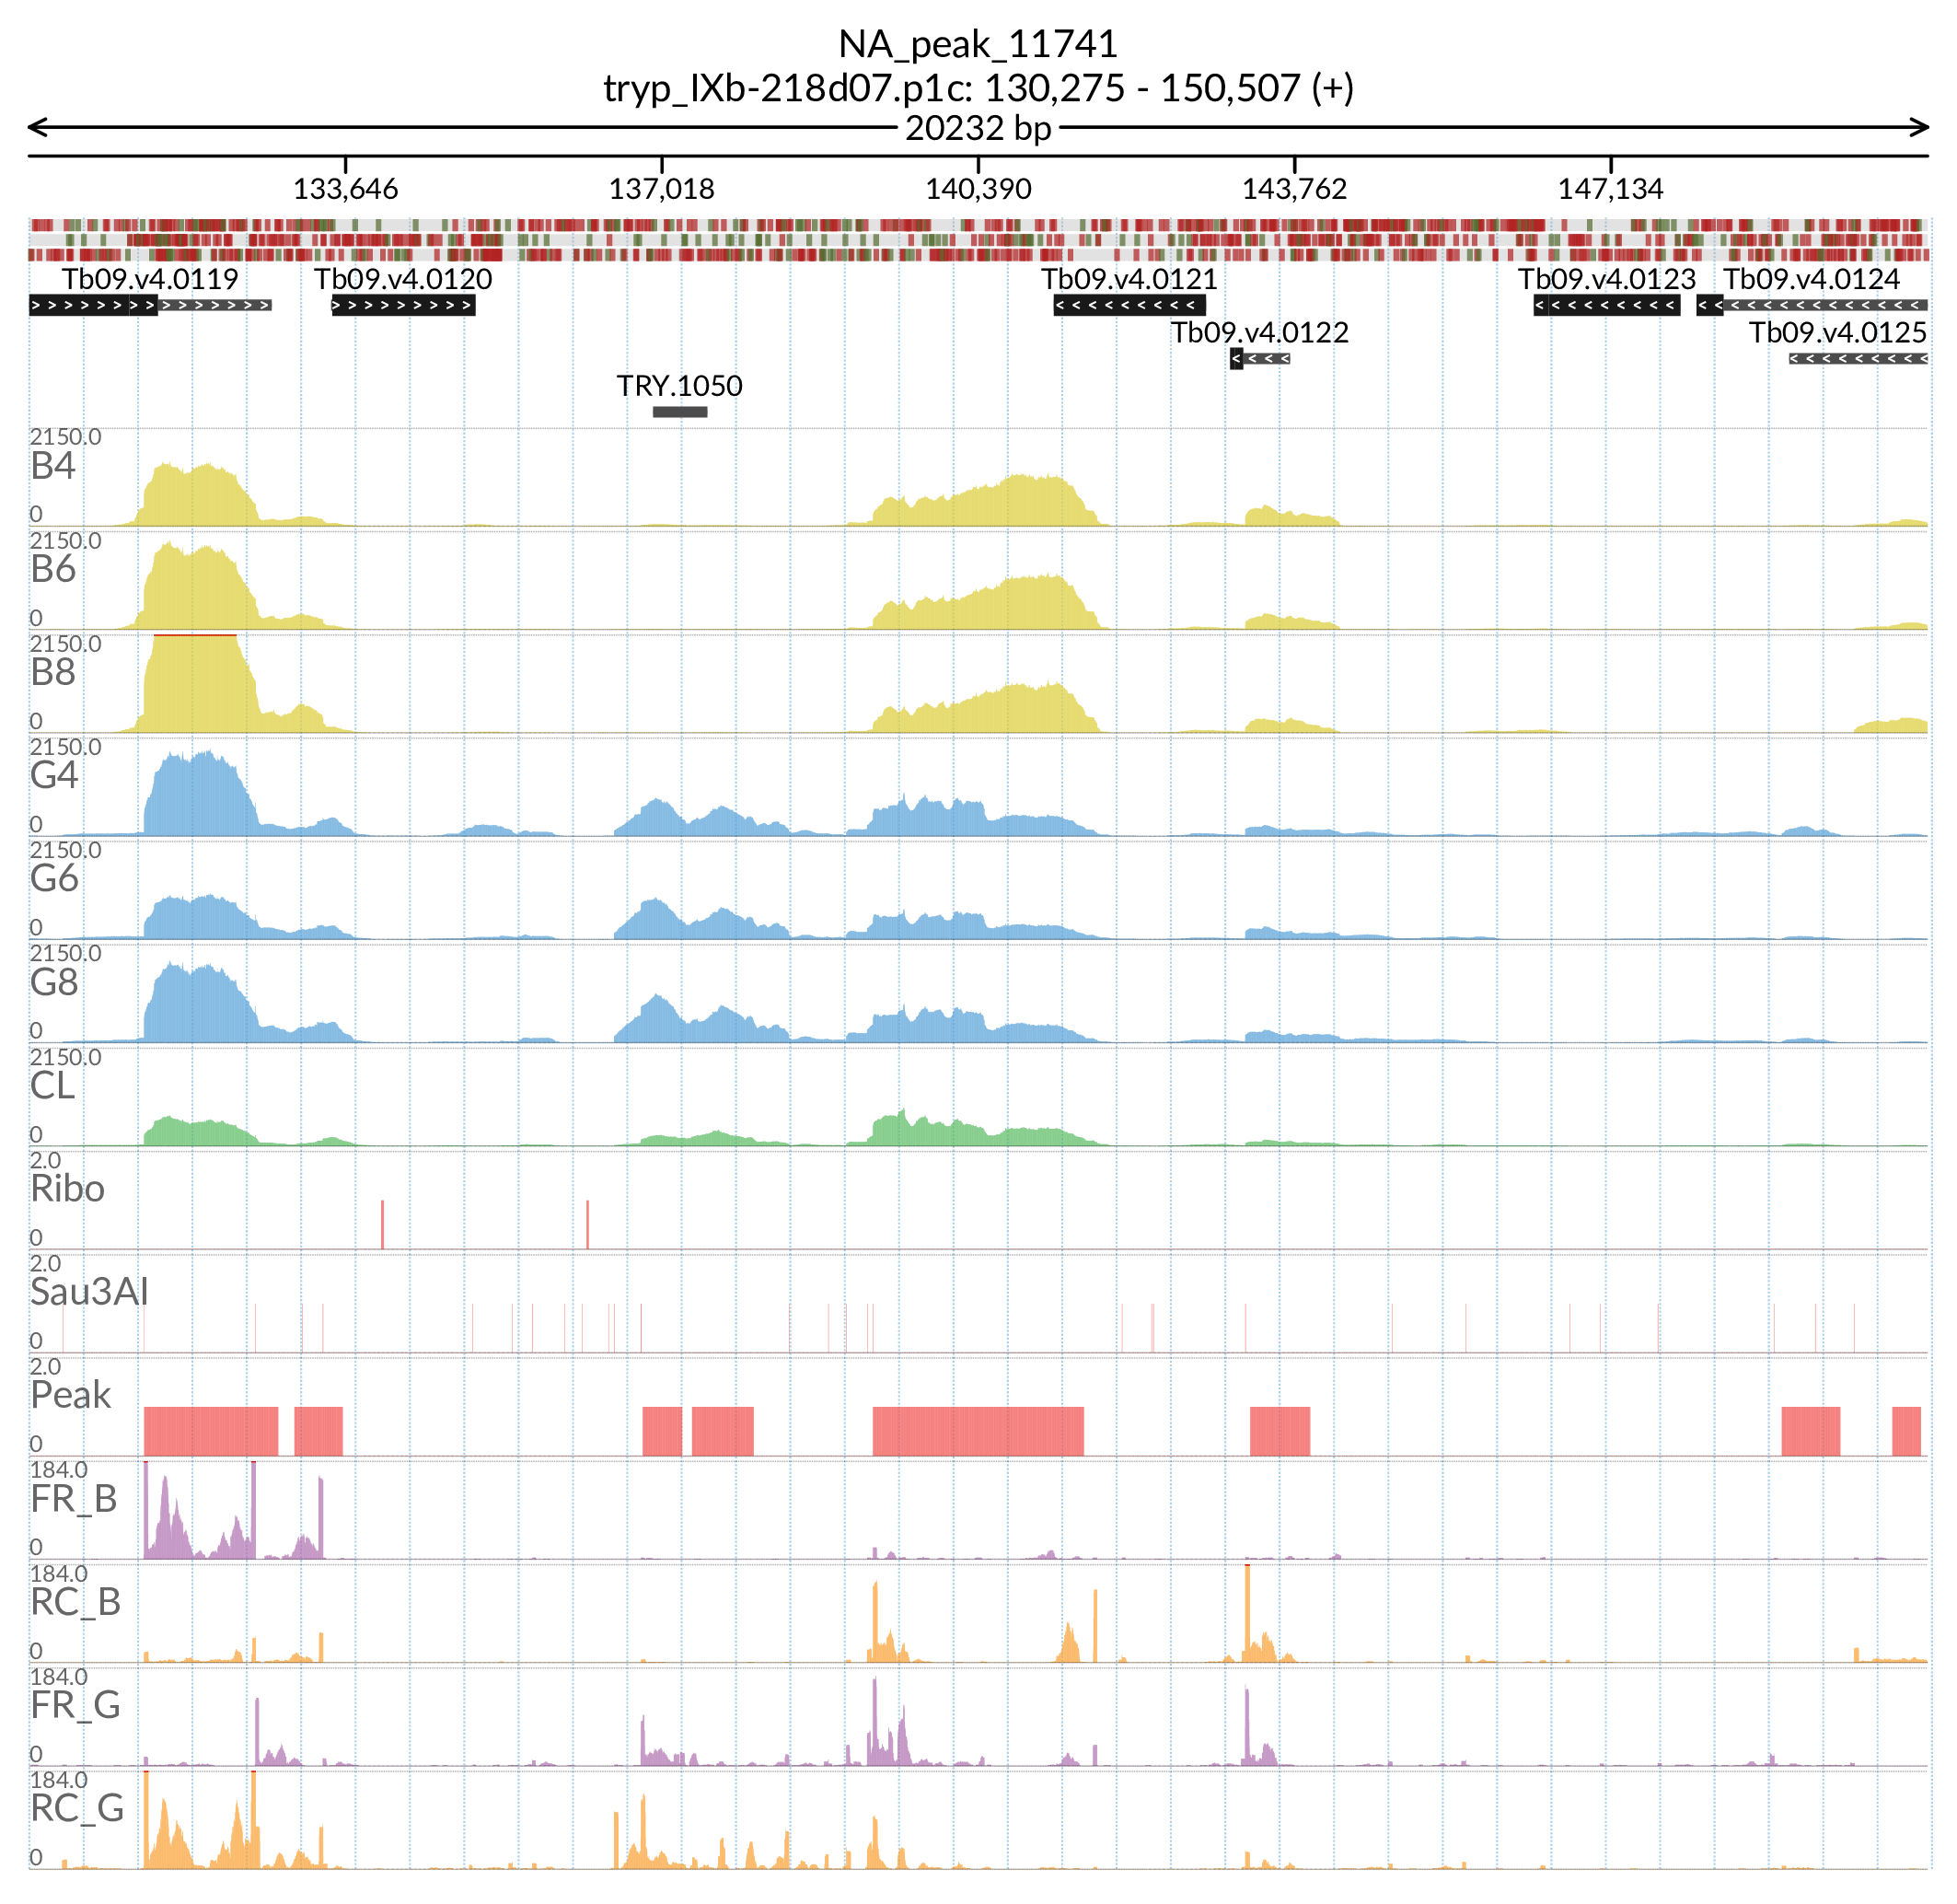 NA_peak_11741
tryp_IXb-218d07.p1c: 130,275 - 150,507 (+)
20232 bp
133,646 137,018 140,390 143,762 147,134
Tb09.v4.0119 Tb09.v4.0120 Tb09.v4.0121 Tb09.v4.0123 Tb09.v4.0124
Tb09.v4.0122 Tb09.v4.0125
TRY.1050
2150.0
B4
0
2150.0
B6
0
2150.0
B8
0
2150.0
G4
0
2150.0
G6
0
2150.0
G8
0
2150.0
CL
0
2.0
Ribo
0
2.0
Sau3AI
0
2.0
Peak
0
184.0
FR_B
0
184.0
RC_B
0
184.0
FR_G
0
184.0
RC_G
0